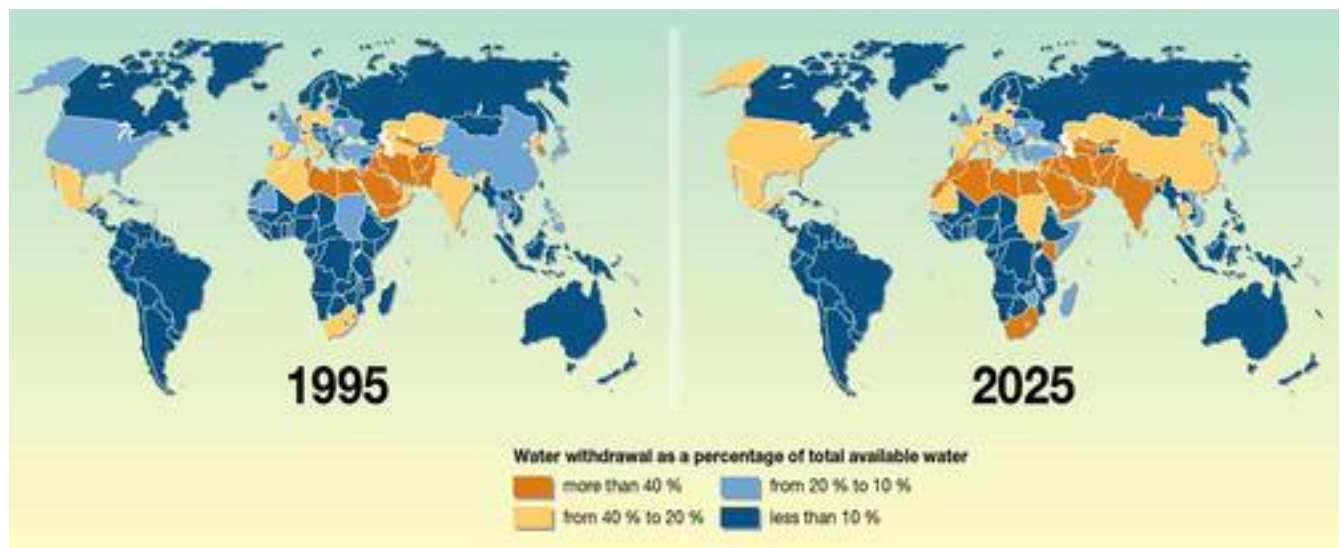 1995
2025
Water withdrawal as a percentage of total available water
more than 40 %
from 20 % to 10 %
from 40 % to 20 %
less than 10 %